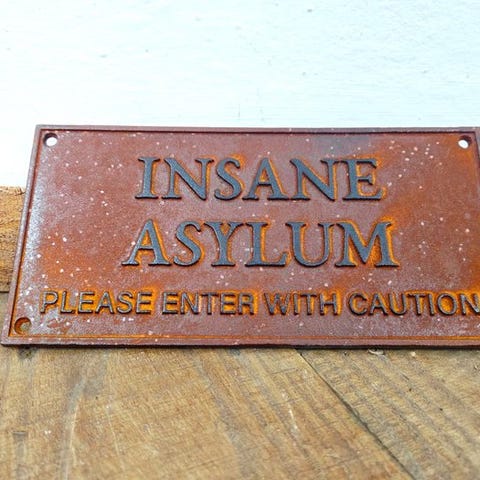 INSANE
ASYLUM
PLEASE ENTER WITH CAUTION